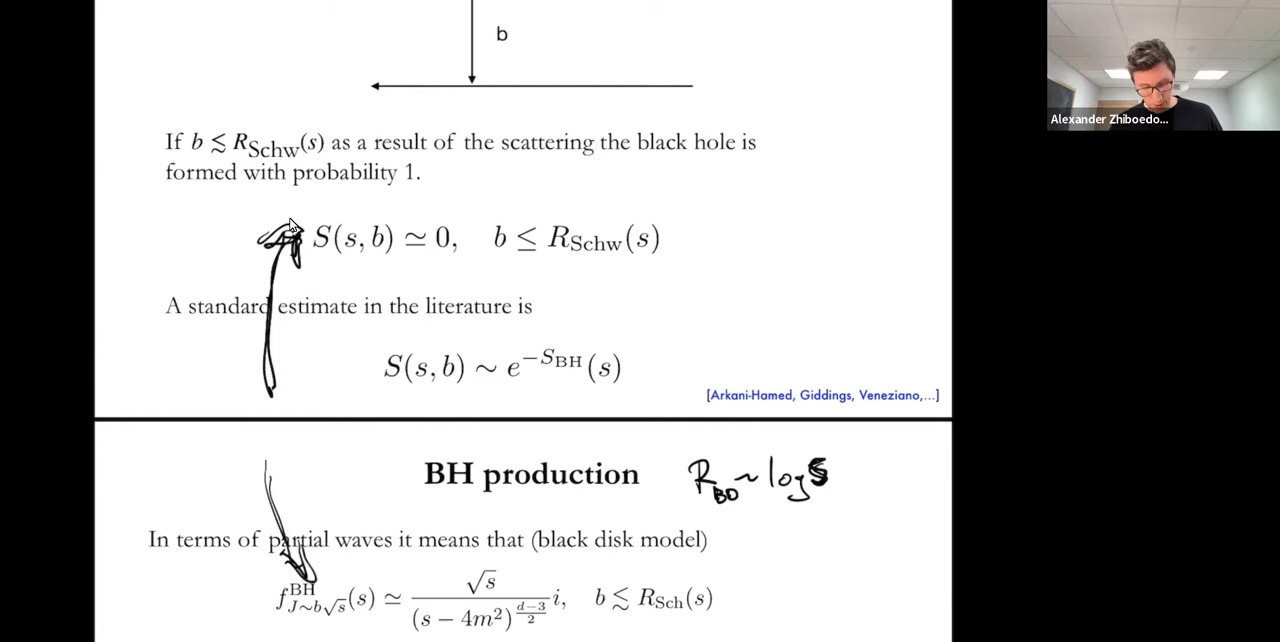 b
If b ≲ R_Schw(s) as a result of the scattering the black hole is
formed with probability 1.
S(s, b) ≃ 0, b ≤ R_Schw(s)
A standard estimate in the literature is
S(s, b) ∼ e^{−S_BH}(s)
[Arkani-Hamed, Giddings, Veneziano,...]
BH production R_BD ~ log s
In terms of partial waves it means that (black disk model)
f^{BH}_{J∼b√s}(s) ≃ √s / (s − 4m²)^{(d−3)/2} i, b ≲ R_Sch(s)
Alexander Zhiboedo...